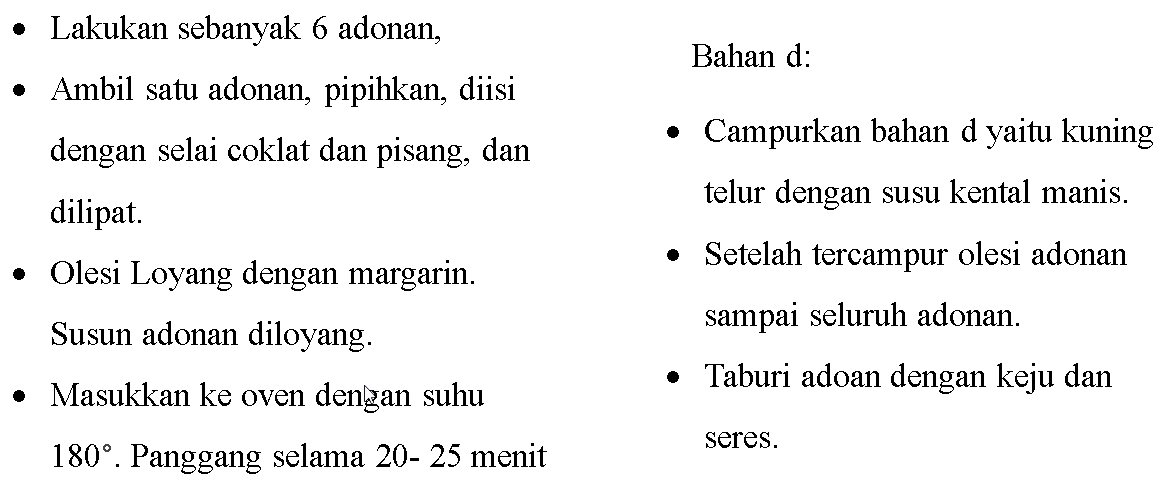 • Lakukan sebanyak 6 adonan,
• Ambil satu adonan, pipihkan, diisi
dengan selai coklat dan pisang, dan
dilipat.
• Olesi Loyang dengan margarin.
Susun adonan diloyang.
• Masukkan ke oven dengan suhu
180°. Panggang selama 20- 25 menit
Bahan d:
• Campurkan bahan d yaitu kuning
telur dengan susu kental manis.
• Setelah tercampur olesi adonan
sampai seluruh adonan.
• Taburi adoan dengan keju dan
seres.